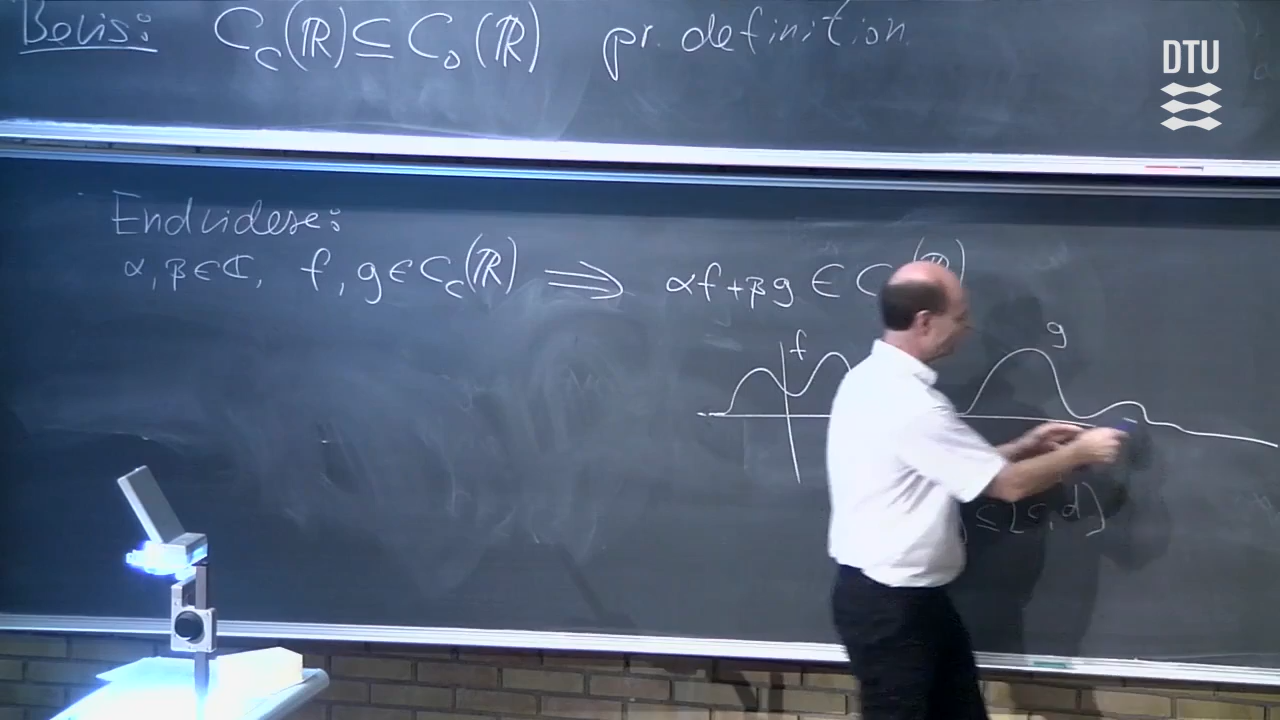 Bevis: C_c(ℝ) ⊆ C_0(ℝ) pr. definition.
DTU
Endvidere:
α, β ∈ ℂ, f, g ∈ C_c(ℝ) ⟹ αf + βg ∈ C (ℝ)
f
g
⊆ [c, d]